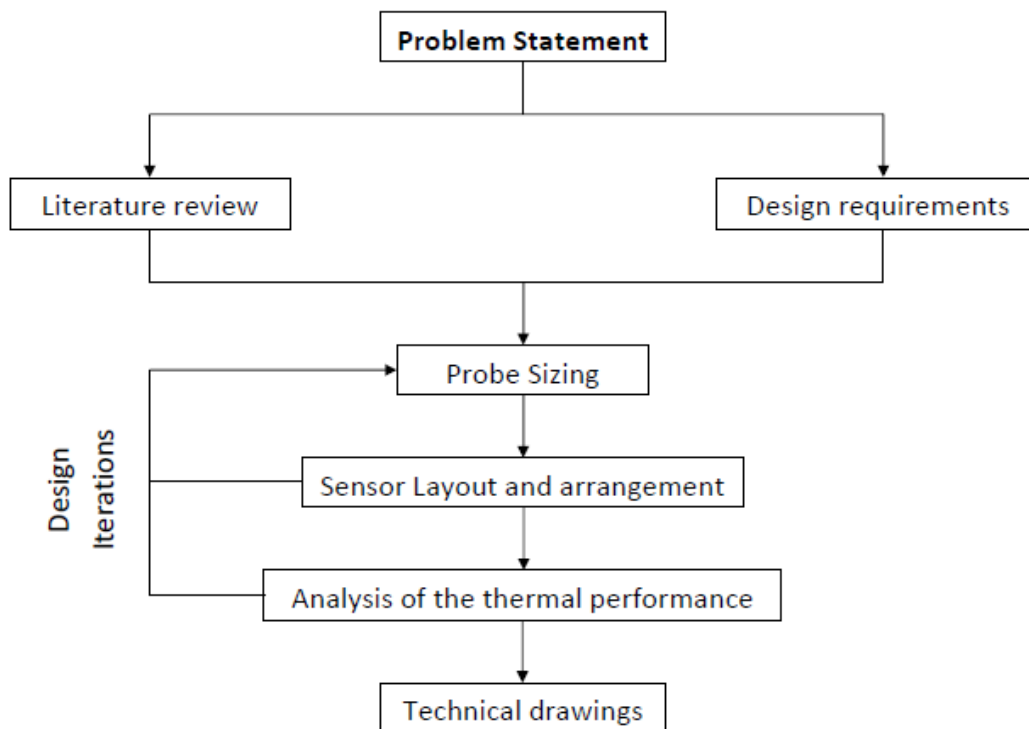 Problem Statement
Literature review
Design requirements
Probe Sizing
Design
Iterations
Sensor Layout and arrangement
Analysis of the thermal performance
Technical drawings